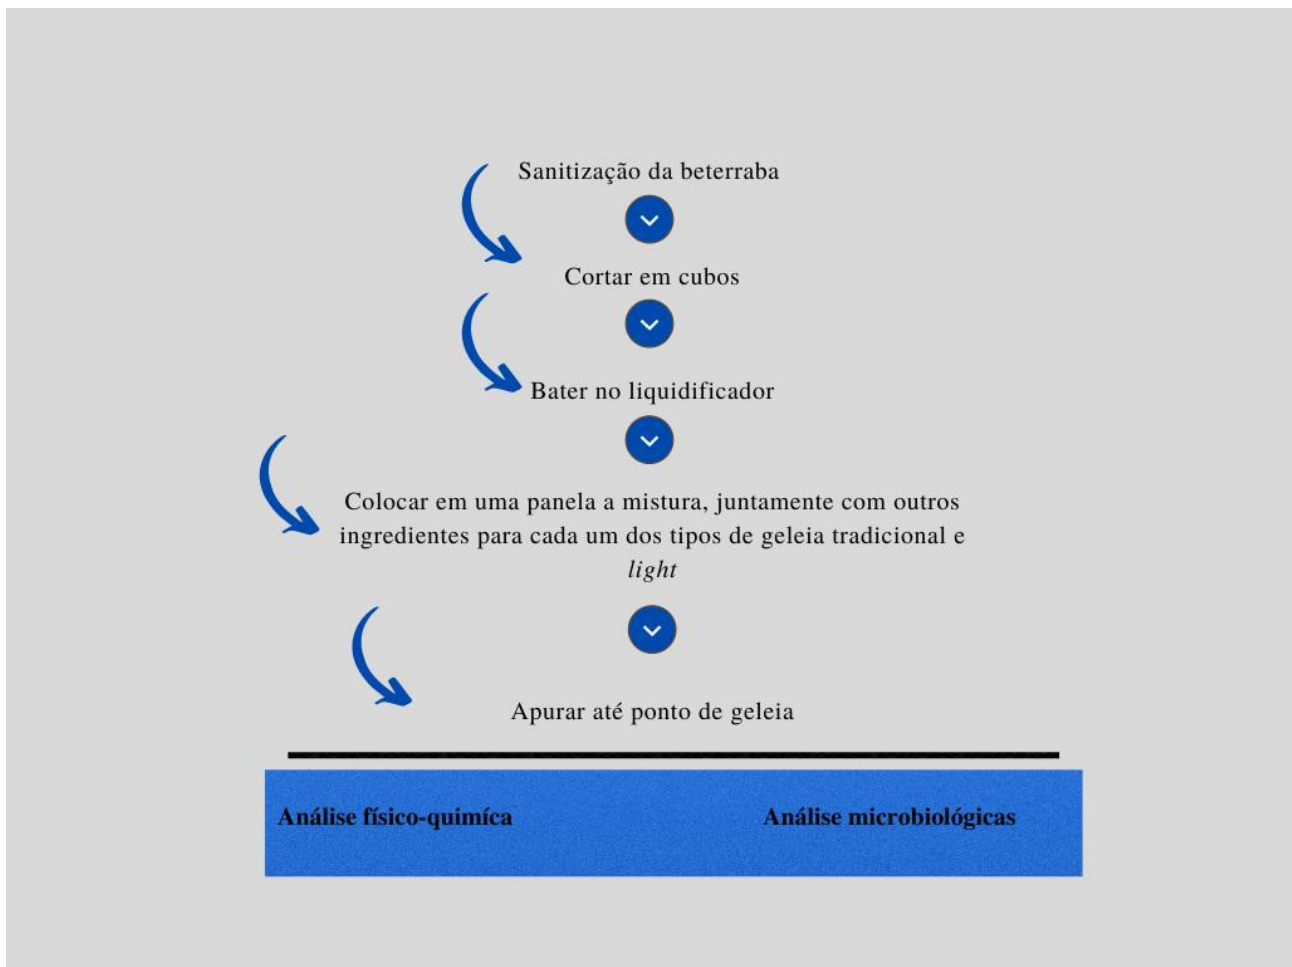 Sanitização da beterraba
Cortar em cubos
Bater no liquidificador
Colocar em uma panela a mistura, juntamente com outros
ingredientes para cada um dos tipos de geleia tradicional e
light
Apurar até ponto de geleia
Análise físico-quimíca
Análise microbiológicas